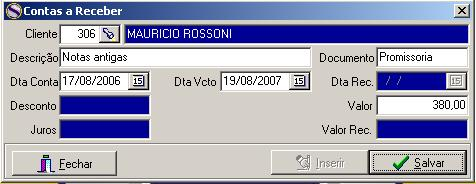 Contas a Receber
Cliente 306 MAURICIO ROSSONI
Descrição Notas antigas Documento Promissoria
Dta Conta 17/08/2006 15 Dta Vcto 19/08/2007 15 Dta Rec. / / 15
Desconto Valor 380,00
Juros Valor Rec.
Fechar Inserir Salvar